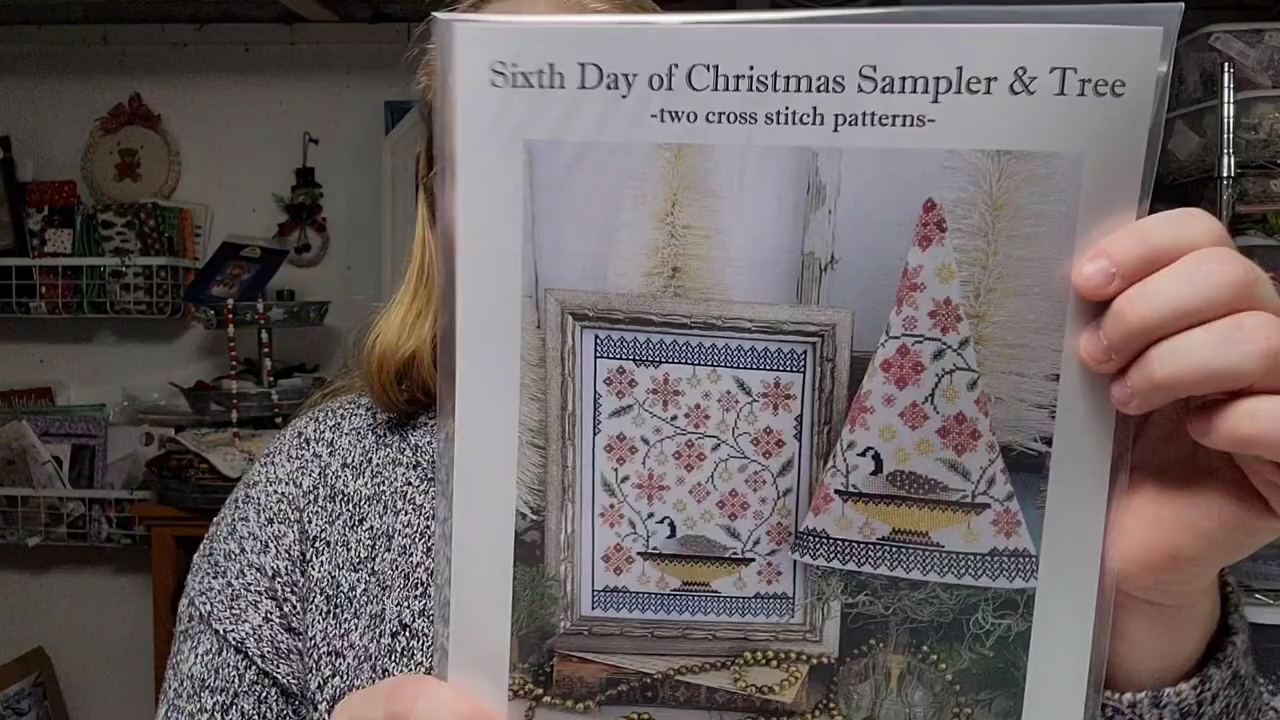 Sixth Day of Christmas Sampler & Tree
-two cross stitch patterns-